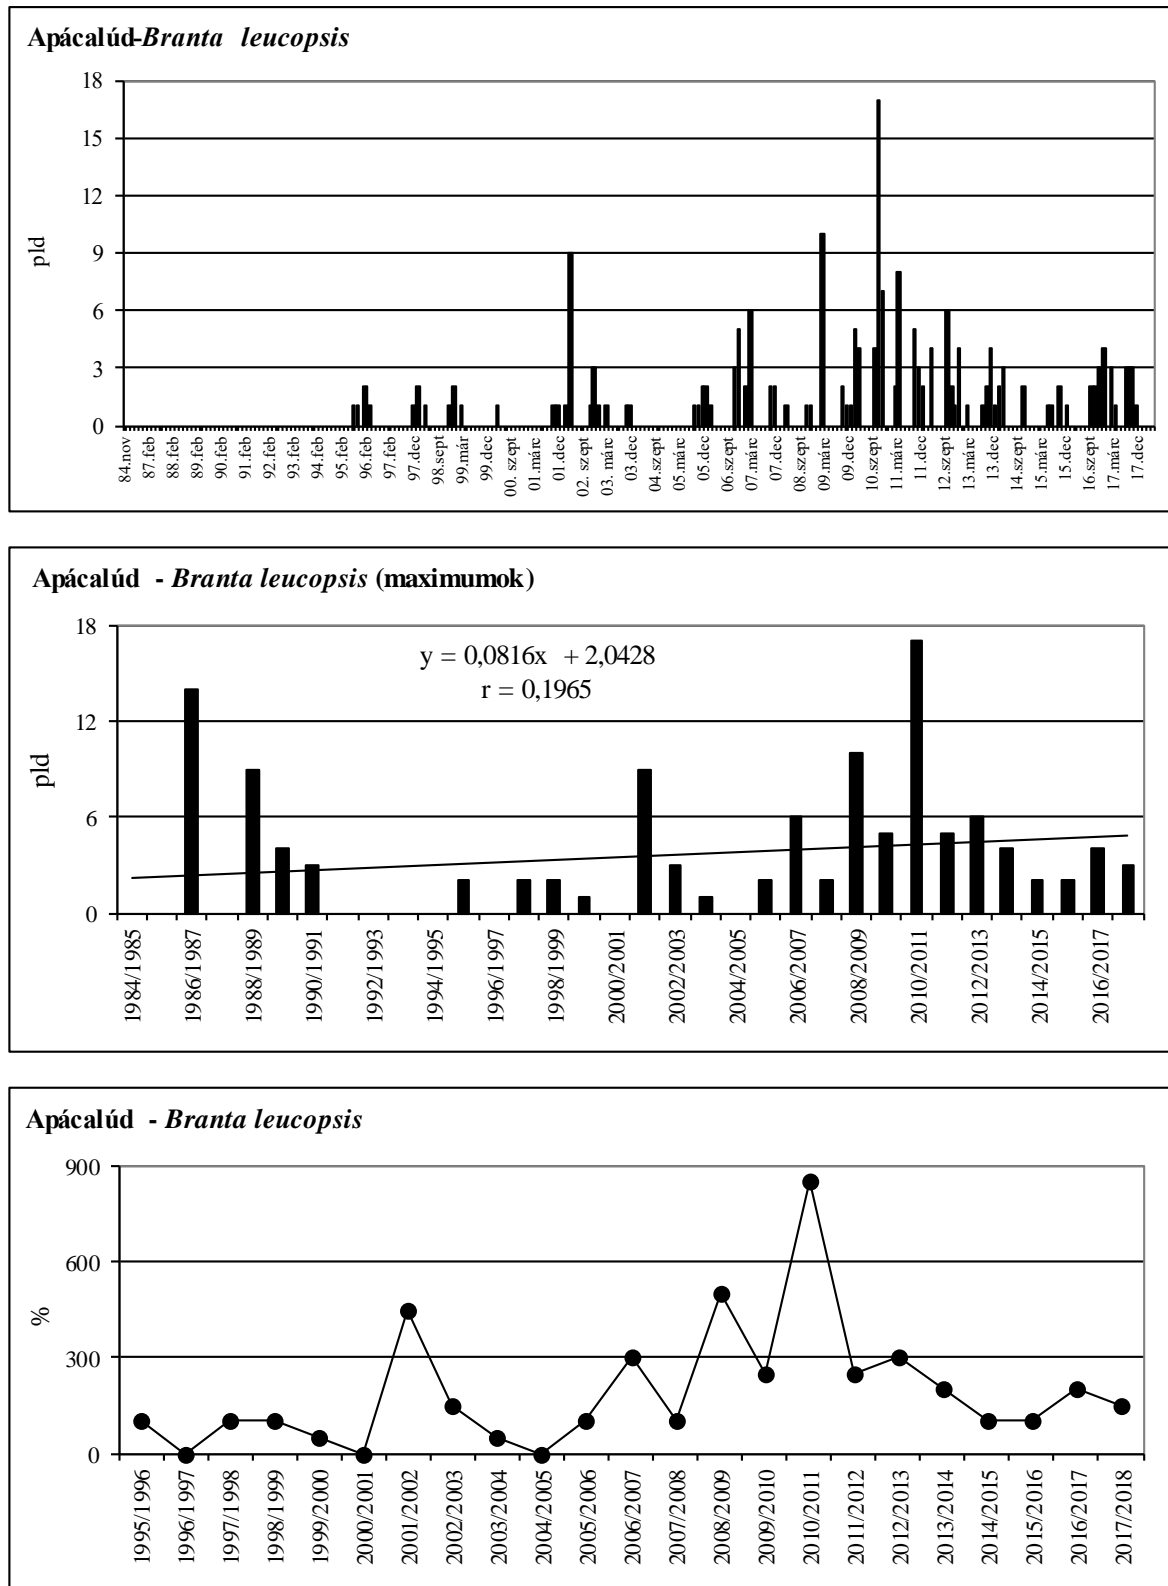 Apácalúd-Branta leucopsis
18
15
12
9
6
3
0
pld
84.nov
87.feb
88.feb
89.feb
90.feb
91.feb
92.feb
93.feb
94.feb
95.feb
96.feb
97.feb
97.dec
98.sept
99.már
99.dec
00. szept
01.márc
01.dec
02. szept
03. márc
03.dec
04.szept
05.márc
05.dec
06.szept
07.márc
07.dec
08.szept
09.márc
09.dec
10.szept
11.márc
11.dec
12.szept
13.márc
13.dec
14.szept
15.márc
15.dec
16.szept
17.márc
17.dec
Apácalúd - Branta leucopsis (maximumok)
y = 0,0816x + 2,0428
r = 0,1965
18
12
6
0
pld
1984/1985
1986/1987
1988/1989
1990/1991
1992/1993
1994/1995
1996/1997
1998/1999
2000/2001
2002/2003
2004/2005
2006/2007
2008/2009
2010/2011
2012/2013
2014/2015
2016/2017
Apácalúd - Branta leucopsis
900
600
300
0
%
1995/1996
1996/1997
1997/1998
1998/1999
1999/2000
2000/2001
2001/2002
2002/2003
2003/2004
2004/2005
2005/2006
2006/2007
2007/2008
2008/2009
2009/2010
2010/2011
2011/2012
2012/2013
2013/2014
2014/2015
2015/2016
2016/2017
2017/2018